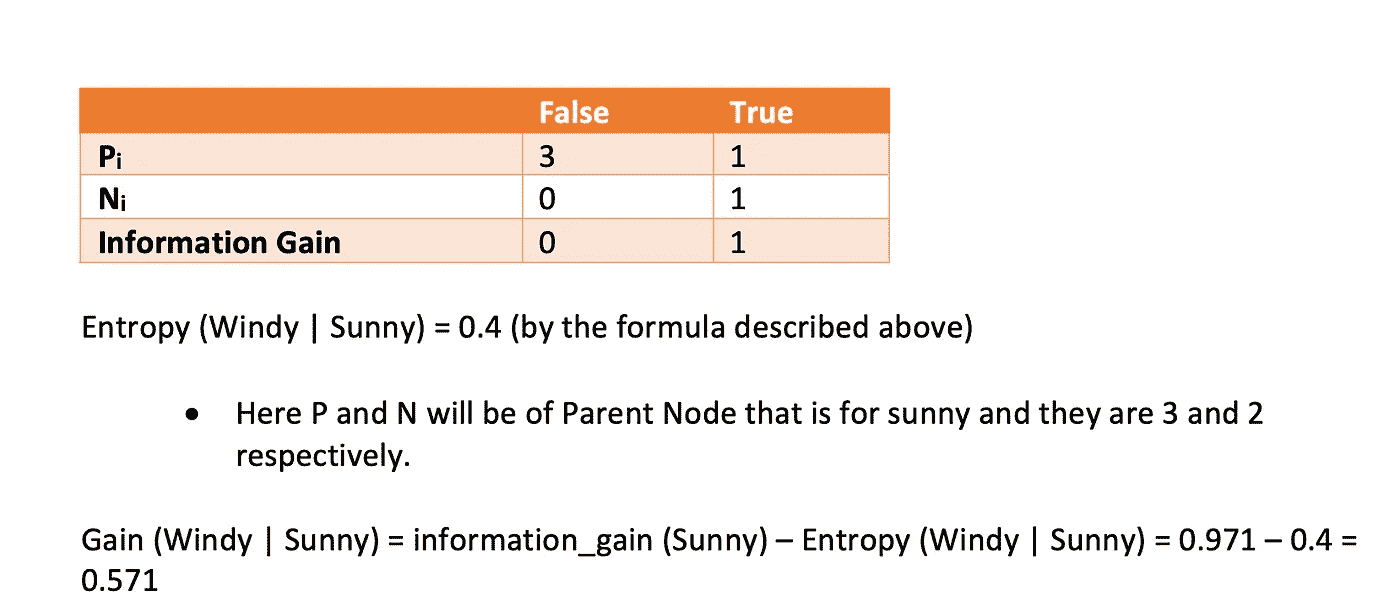 False True
Pi 3 1
Ni 0 1
Information Gain 0 1
Entropy (Windy | Sunny) = 0.4 (by the formula described above)
• Here P and N will be of Parent Node that is for sunny and they are 3 and 2
respectively.
Gain (Windy | Sunny) = information_gain (Sunny) – Entropy (Windy | Sunny) = 0.971 – 0.4 =
0.571